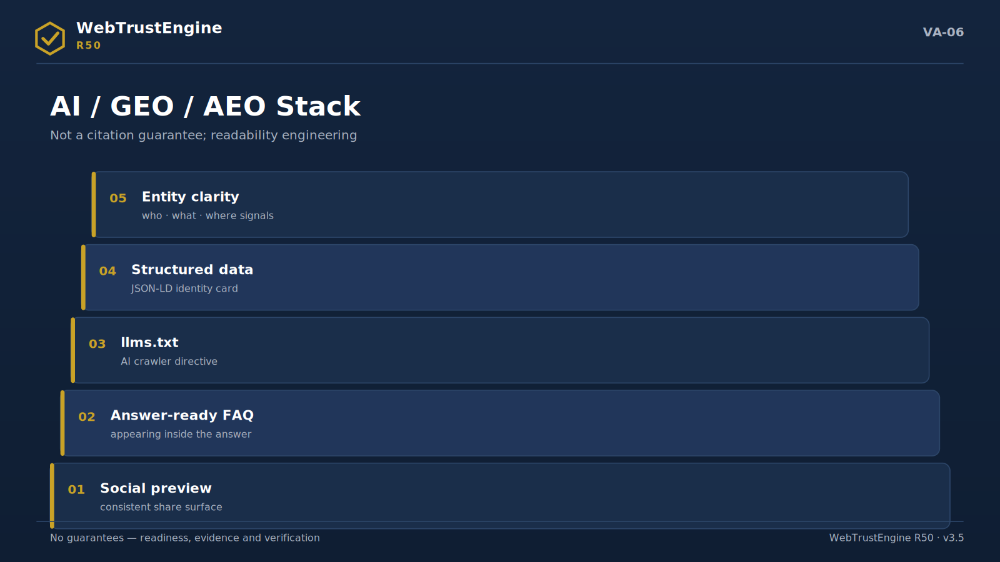 WebTrustEngine
R50
VA-06
AI / GEO / AEO Stack
Not a citation guarantee; readability engineering
05 Entity clarity
who · what · where signals
04 Structured data
JSON-LD identity card
03 llms.txt
AI crawler directive
02 Answer-ready FAQ
appearing inside the answer
01 Social preview
consistent share surface
No guarantees — readiness, evidence and verification
WebTrustEngine R50 · v3.5